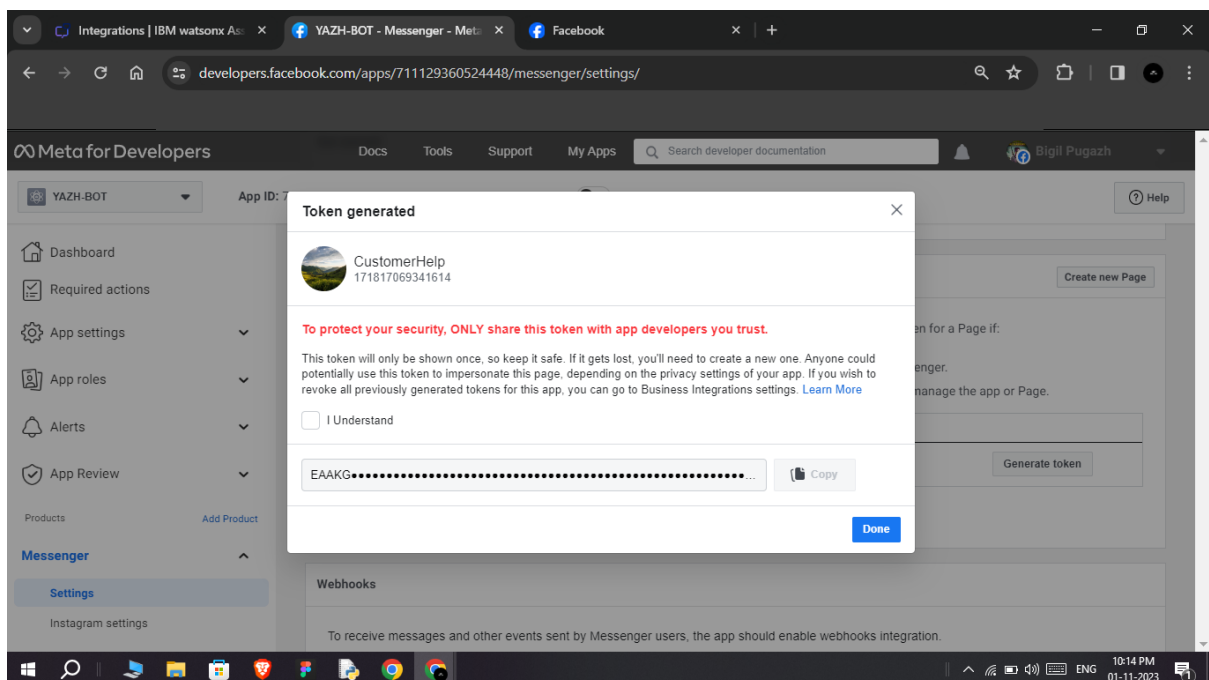 Integrations | IBM watsonx As
YAZH-BOT - Messenger - Meta
Facebook
developers.facebook.com/apps/711129360524448/messenger/settings/
Meta for Developers
Docs
Tools
Support
My Apps
Search developer documentation
Bigil Pugazh
YAZH-BOT
App ID: 7
Help
Token generated
CustomerHelp
171817069341614
Create new Page
Dashboard
Required actions
App settings
App roles
Alerts
App Review
Products
Add Product
Messenger
Settings
Instagram settings
To protect your security, ONLY share this token with app developers you trust.
This token will only be shown once, so keep it safe. If it gets lost, you'll need to create a new one. Anyone could
potentially use this token to impersonate this page, depending on the privacy settings of your app. If you wish to
revoke all previously generated tokens for this app, you can go to Business Integrations settings. Learn More
I Understand
EAAKG••••••••••••••••••••••••••••••••••••••••••••••••••••••••...
Copy
Done
en for a Page if:
enger.
manage the app or Page.
Generate token
Webhooks
To receive messages and other events sent by Messenger users, the app should enable webhooks integration.
ENG
10:14 PM
01-11-2023